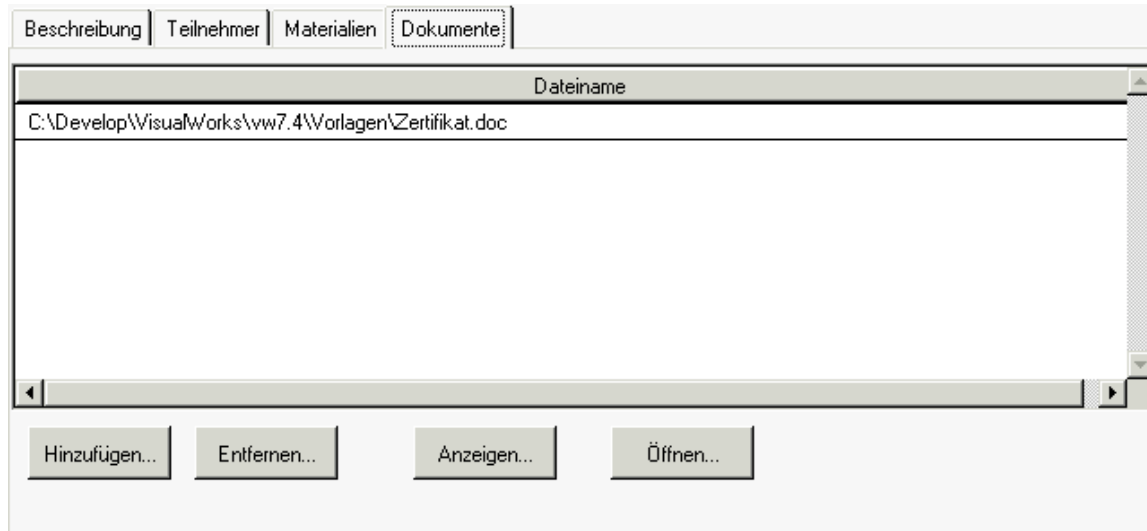 Beschreibung Teilnehmer Materialien Dokumente
Dateiname
C:\Develop\VisualWorks\vw7.4\Vorlagen\Zertifikat.doc
Hinzufügen... Entfernen... Anzeigen... Öffnen...